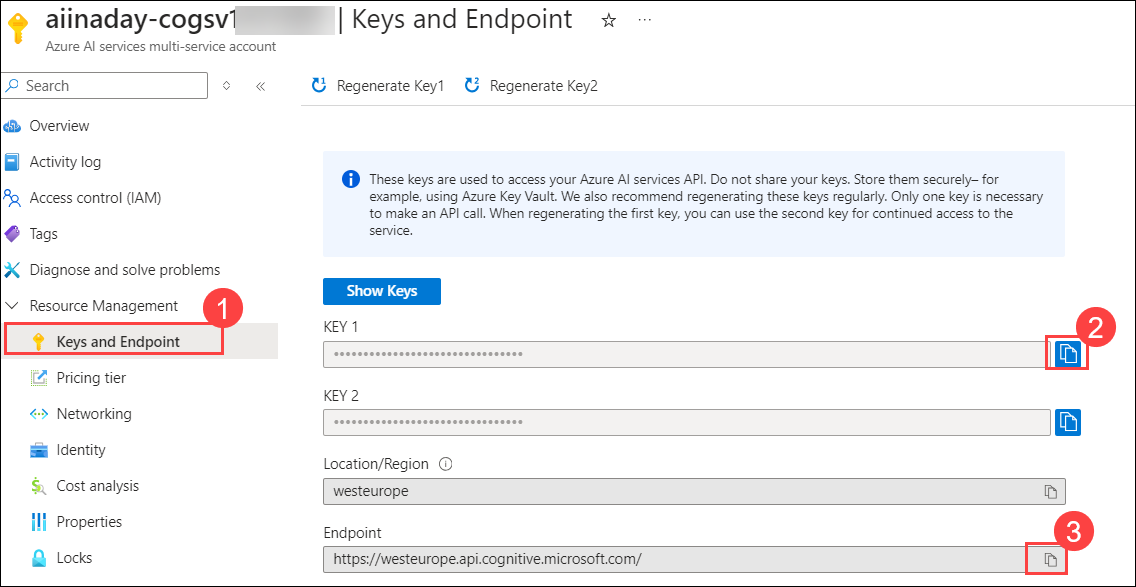 aiinaday-cogsv1 | Keys and Endpoint
Azure AI services multi-service account
Search
Regenerate Key1
Regenerate Key2
Overview
Activity log
Access control (IAM)
Tags
Diagnose and solve problems
Resource Management
1
Keys and Endpoint
Pricing tier
Networking
Identity
Cost analysis
Properties
Locks
These keys are used to access your Azure AI services API. Do not share your keys. Store them securely– for
example, using Azure Key Vault. We also recommend regenerating these keys regularly. Only one key is necessary
to make an API call. When regenerating the first key, you can use the second key for continued access to the
service.
Show Keys
KEY 1
••••••••••••••••••••••••••••••••
2
KEY 2
••••••••••••••••••••••••••••••••
Location/Region
westeurope
Endpoint
https://westeurope.api.cognitive.microsoft.com/
3